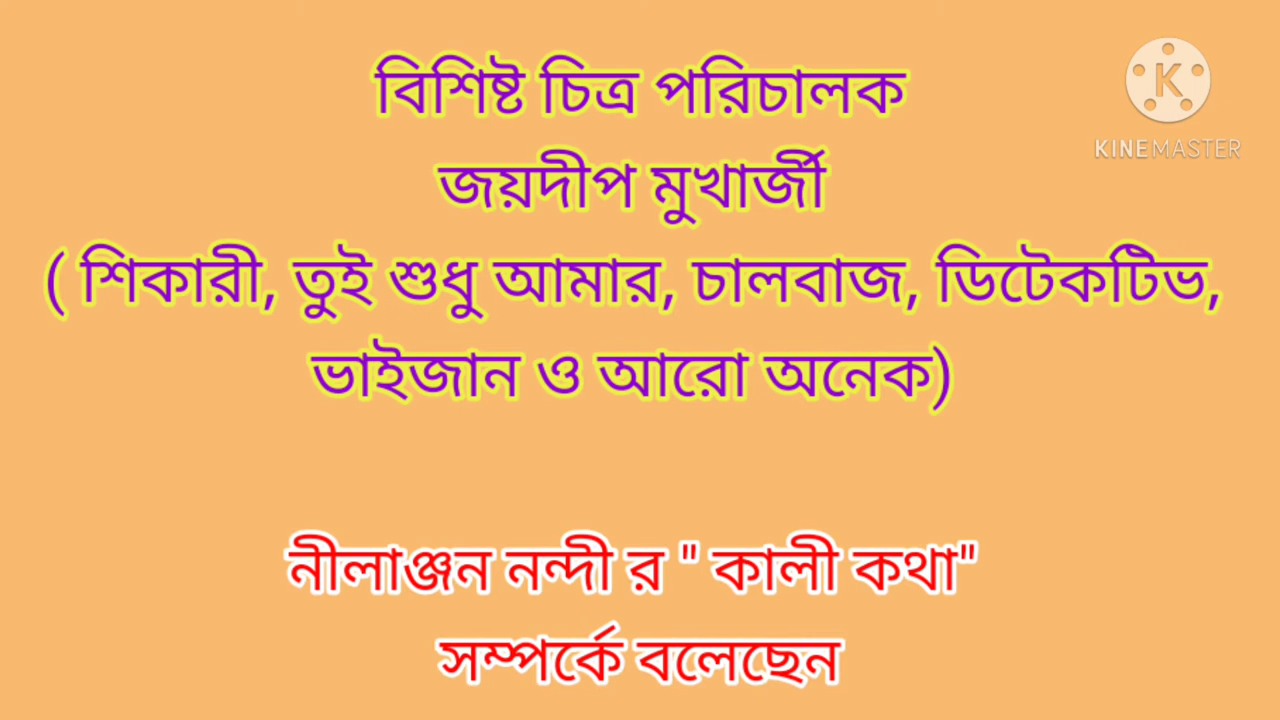 বিশিষ্ট চিত্র পরিচালক
জয়দীপ মুখার্জী
( শিকারী, তুই শুধু আমার, চালবাজ, ডিটেকটিভ,
ভাইজান ও আরো অনেক)
নীলাঞ্জন নন্দী র " কালী কথা"
সম্পর্কে বলেছেন
K
KINEMASTER